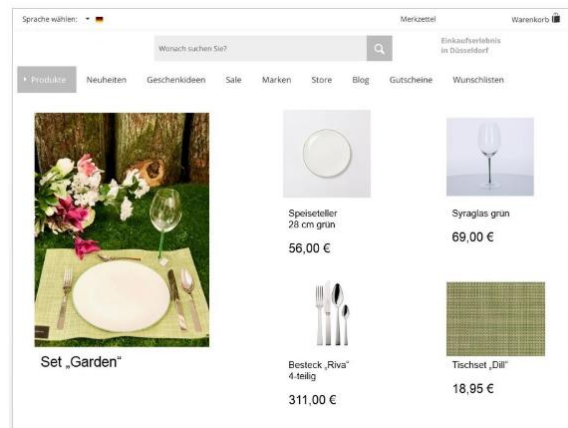 Sprache wählen:
Merkzettel
Warenkorb
Wonach suchen Sie?
Einkaufserlebnis
in Düsseldorf
Produkte
Neuheiten
Geschenkideen
Sale
Marken
Store
Blog
Gutscheine
Wunschlisten
Set „Garden“
Speiseteller
28 cm grün
56,00 €
Syraglas grün
69,00 €
Besteck „Riva“
4-teilig
311,00 €
Tischset „Dill“
18,95 €